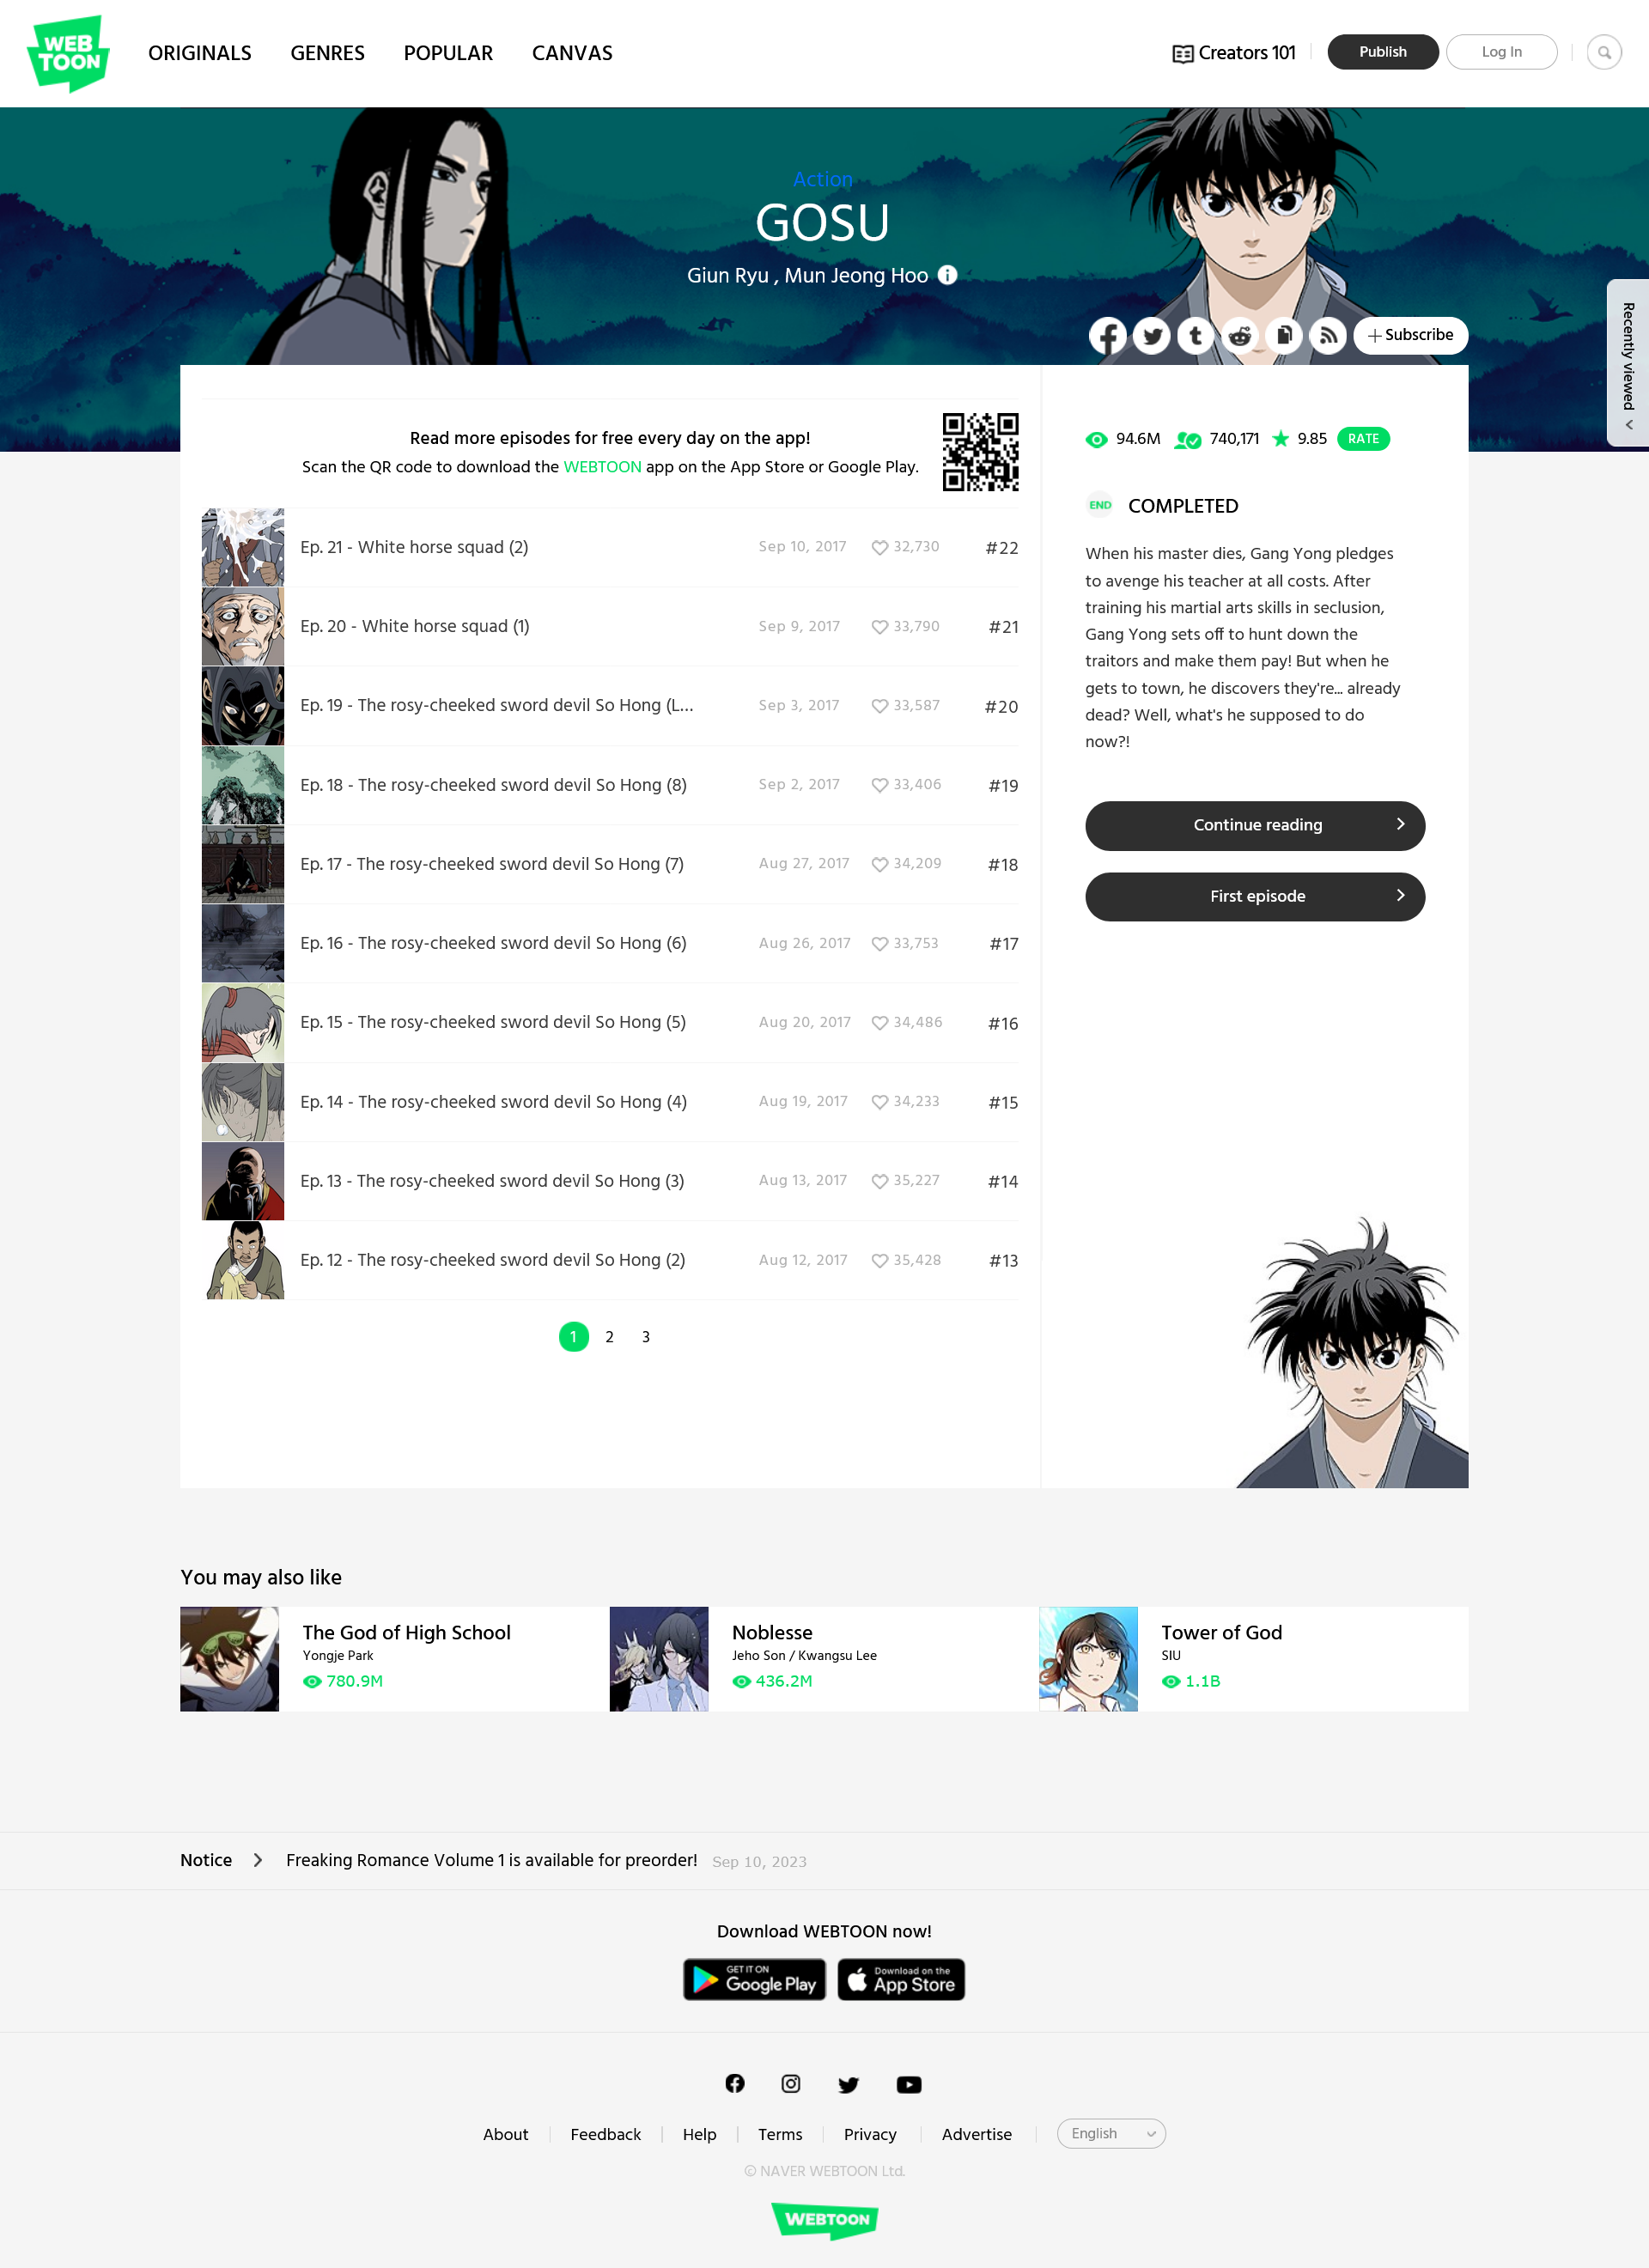 WEB
TOON
ORIGINALS
GENRES
POPULAR
CANVAS
Creators 101
Publish
Log In
Action
GOSU
Giun Ryu , Mun Jeong Hoo
Subscribe
Recently viewed
Read more episodes for free every day on the app!
Scan the QR code to download the WEBTOON app on the App Store or Google Play.
Ep. 21 - White horse squad (2) Sep 10, 2017 32,730 #22
Ep. 20 - White horse squad (1) Sep 9, 2017 33,790 #21
Ep. 19 - The rosy-cheeked sword devil So Hong (L... Sep 3, 2017 33,587 #20
Ep. 18 - The rosy-cheeked sword devil So Hong (8) Sep 2, 2017 33,406 #19
Ep. 17 - The rosy-cheeked sword devil So Hong (7) Aug 27, 2017 34,209 #18
Ep. 16 - The rosy-cheeked sword devil So Hong (6) Aug 26, 2017 33,753 #17
Ep. 15 - The rosy-cheeked sword devil So Hong (5) Aug 20, 2017 34,486 #16
Ep. 14 - The rosy-cheeked sword devil So Hong (4) Aug 19, 2017 34,233 #15
Ep. 13 - The rosy-cheeked sword devil So Hong (3) Aug 13, 2017 35,227 #14
Ep. 12 - The rosy-cheeked sword devil So Hong (2) Aug 12, 2017 35,428 #13
1 2 3
94.6M 740,171 9.85 RATE
END COMPLETED
When his master dies, Gang Yong pledges
to avenge his teacher at all costs. After
training his martial arts skills in seclusion,
Gang Yong sets off to hunt down the
traitors and make them pay! But when he
gets to town, he discovers they're... already
dead? Well, what's he supposed to do
now?!
Continue reading
First episode
You may also like
The God of High School
Yongje Park
780.9M
Noblesse
Jeho Son / Kwangsu Lee
436.2M
Tower of God
SIU
1.1B
Notice
Freaking Romance Volume 1 is available for preorder! Sep 10, 2023
Download WEBTOON now!
GET IT ON
Google Play
Download on the
App Store
About
Feedback
Help
Terms
Privacy
Advertise
English
© NAVER WEBTOON Ltd.
WEBTOON